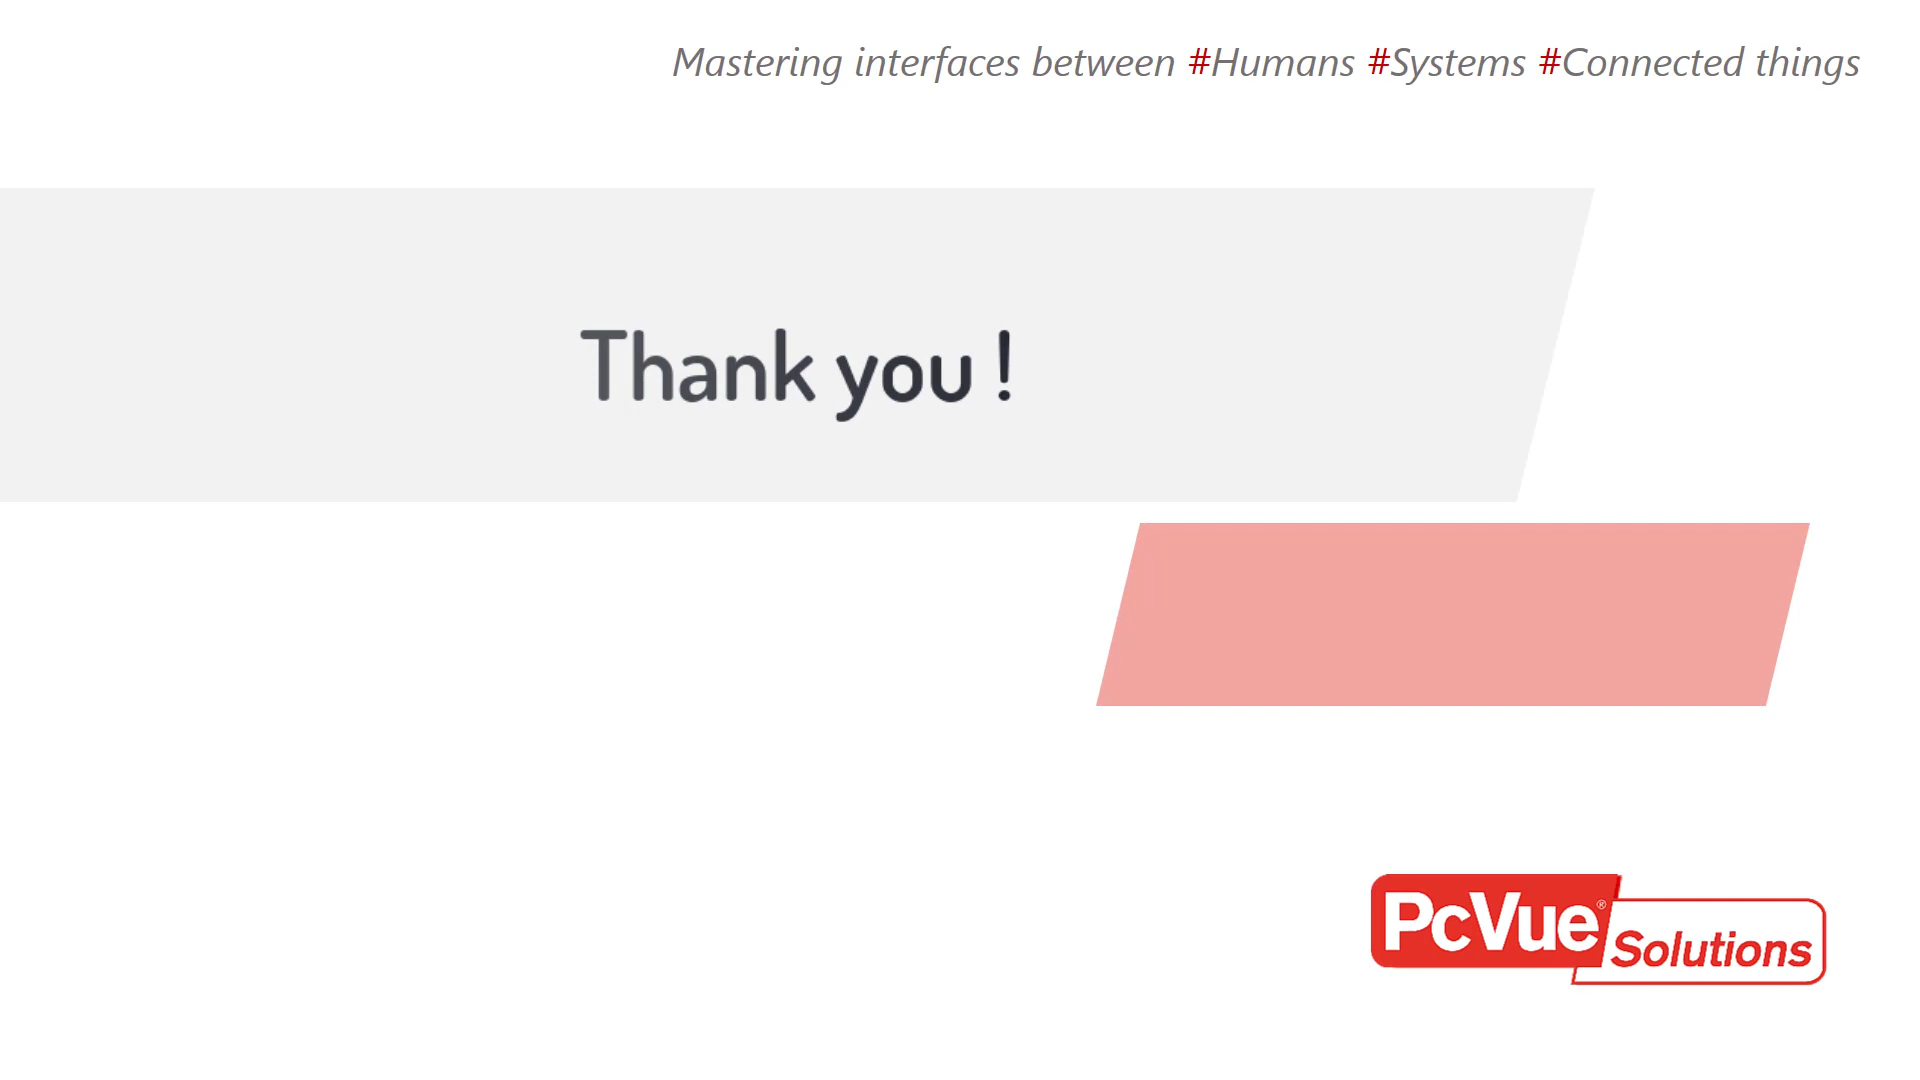 Mastering interfaces between #Humans #Systems #Connected things
Thank you !
PcVue®
Solutions